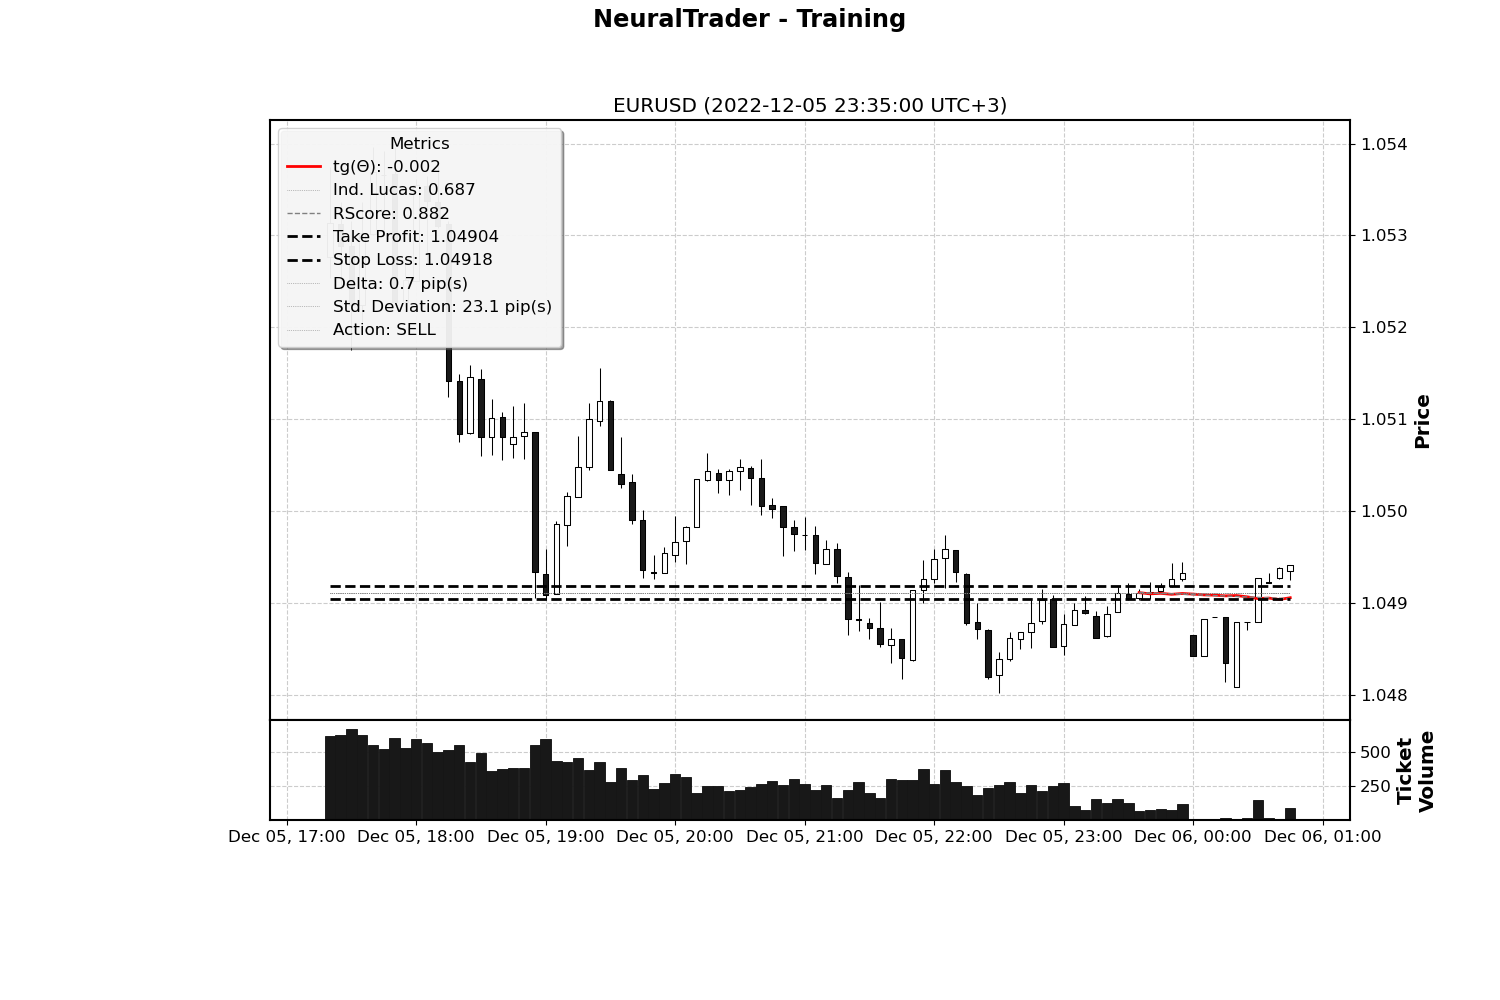 NeuralTrader - Training
EURUSD (2022-12-05 23:35:00 UTC+3)
Metrics
tg(Θ): -0.002
Ind. Lucas: 0.687
RScore: 0.882
Take Profit: 1.04904
Stop Loss: 1.04918
Delta: 0.7 pip(s)
Std. Deviation: 23.1 pip(s)
Action: SELL
1.054
1.053
1.052
1.051
1.050
1.049
1.048
Price
500
250
Ticket
Volume
Dec 05, 17:00 Dec 05, 18:00 Dec 05, 19:00 Dec 05, 20:00 Dec 05, 21:00 Dec 05, 22:00 Dec 05, 23:00 Dec 06, 00:00 Dec 06, 01:00